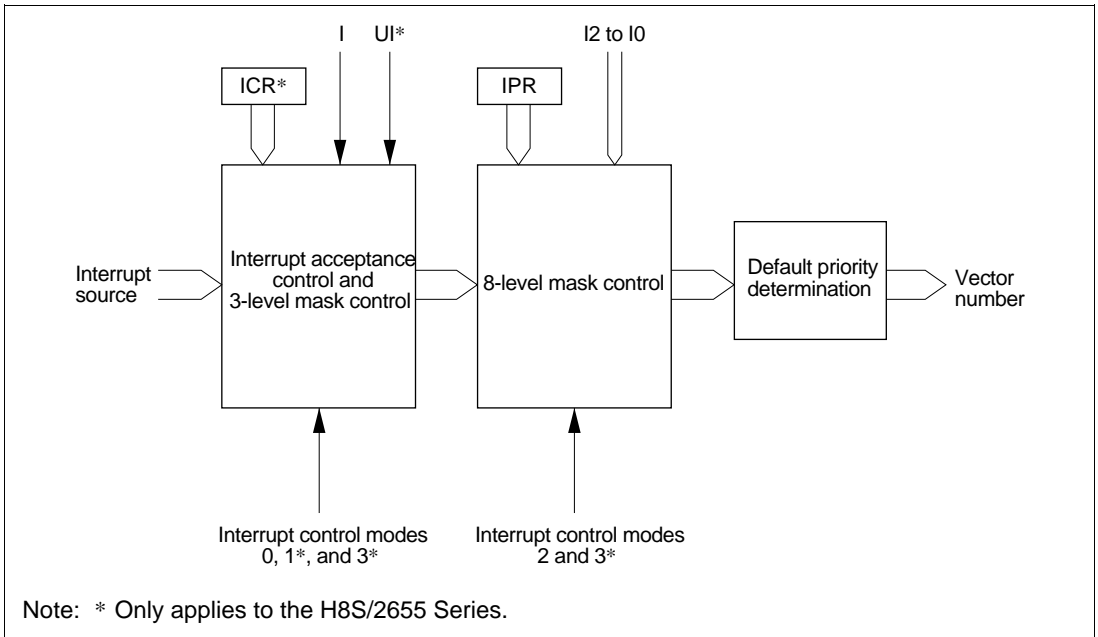 I UI* I2 to I0
ICR* IPR
Interrupt
source
Interrupt acceptance
control and
3-level mask control
8-level mask control
Default priority
determination
Vector
number
Interrupt control modes
0, 1*, and 3*
Interrupt control modes
2 and 3*
Note: * Only applies to the H8S/2655 Series.